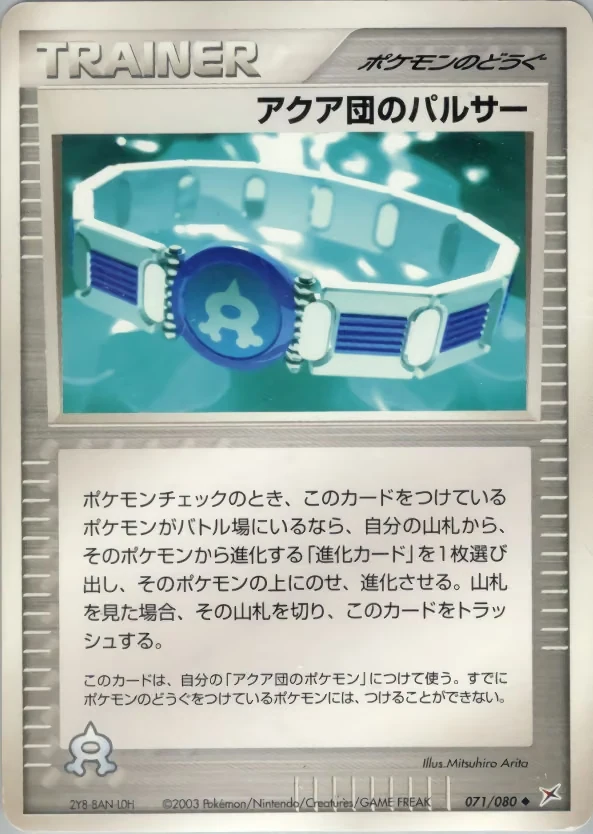 TRAINER
ポケモンのどうぐ
アクア団のパルサー
ポケモンチェックのとき、このカードをつけている
ポケモンがバトル場にいるなら、自分の山札から、
そのポケモンから進化する「進化カード」を1枚選び
出し、そのポケモンの上にのせ、進化させる。山札
を見た場合、その山札を切り、このカードをトラッ
シュする。
このカードは、自分の「アクア団のポケモン」につけて使う。すでに
ポケモンのどうぐをつけているポケモンには、つけることができない。
Illus.Mitsuhiro Arita
2Y8-BAN-L0H ©2003 Pokémon/Nintendo/Creatures/GAME FREAK 071/080